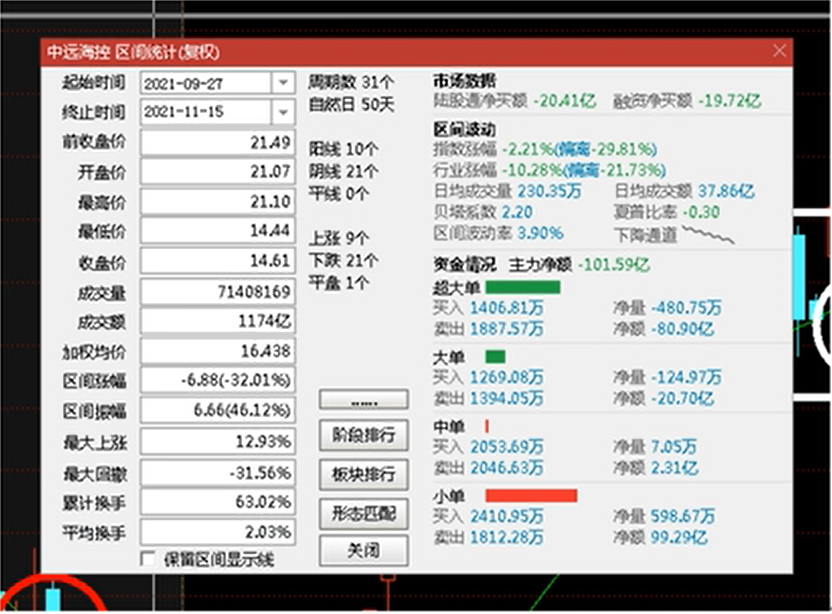 中远海控 区间统计(复权)
起始时间 2021-09-27
终止时间 2021-11-15
前收盘价 21.49
开盘价 21.07
最高价 21.10
最低价 14.44
收盘价 14.61
成交量 71408169
成交额 1174亿
加权均价 16.438
区间涨幅 -6.88(-32.01%)
区间振幅 6.66(46.12%)
最大上涨 12.93%
最大回撤 -31.56%
累计换手 63.02%
平均换手 2.03%
保留区间显示线
周期数 31个
自然日 50天
阳线 10个
阴线 21个
平线 0个
上涨 9个
下跌 21个
平盘 1个
......
阶段排行
板块排行
形态匹配
关闭
市场数据
陆股通净买额 -20.41亿 融资净买额 -19.72亿
区间波动
指数涨幅 -2.21%(偏离-29.81%)
行业涨幅 -10.28%(偏离-21.73%)
日均成交量 230.35万 日均成交额 37.86亿
贝塔系数 2.20 夏普比率 -0.30
区间波动率 3.90% 下降通道
资金情况 主力净额 -101.59亿
超大单
买入 1406.81万 净量 -480.75万
卖出 1887.57万 净额 -80.90亿
大单
买入 1269.08万 净量 -124.97万
卖出 1394.05万 净额 -20.70亿
中单
买入 2053.69万 净量 7.05万
卖出 2046.63万 净额 2.31亿
小单
买入 2410.95万 净量 598.67万
卖出 1812.28万 净额 99.29亿